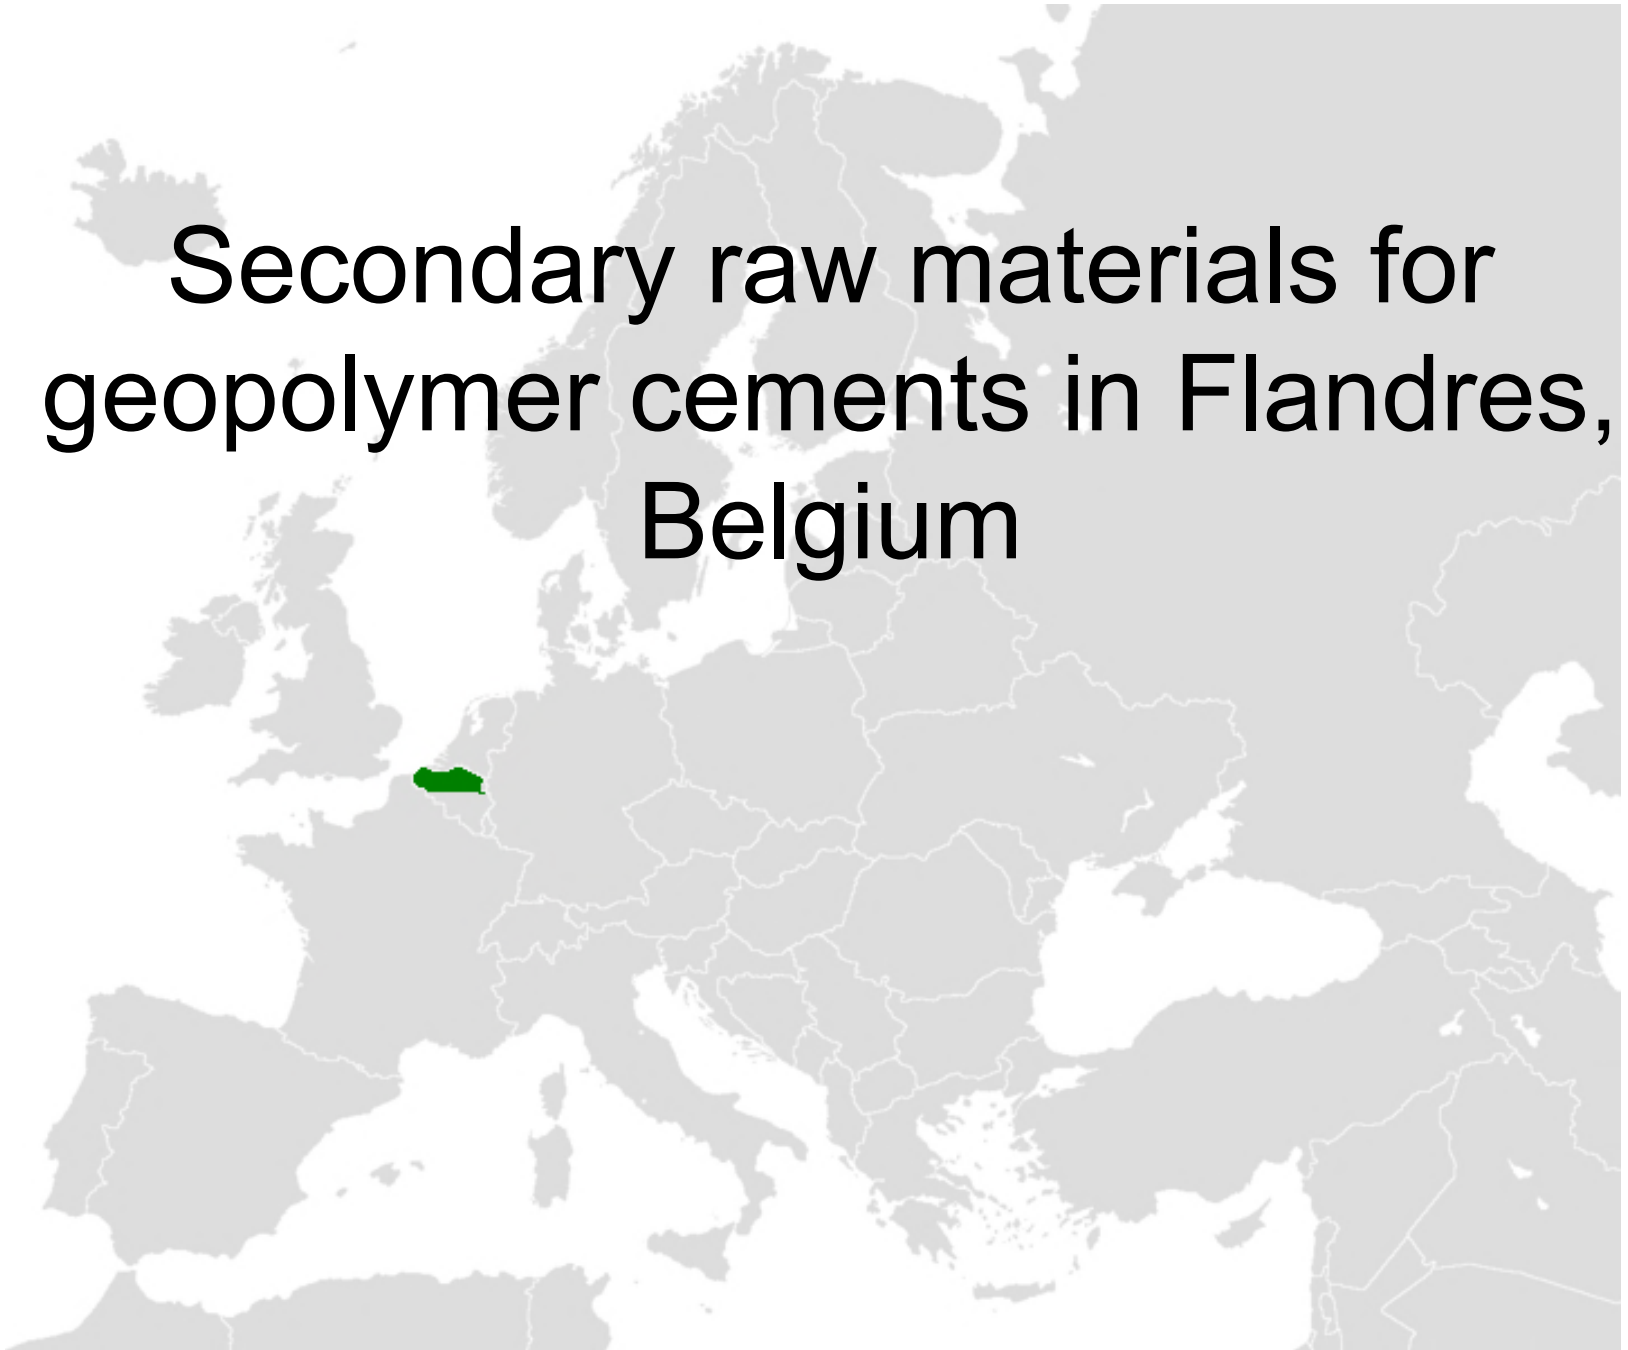 Secondary raw materials for
geopolymer cements in Flandres,
Belgium